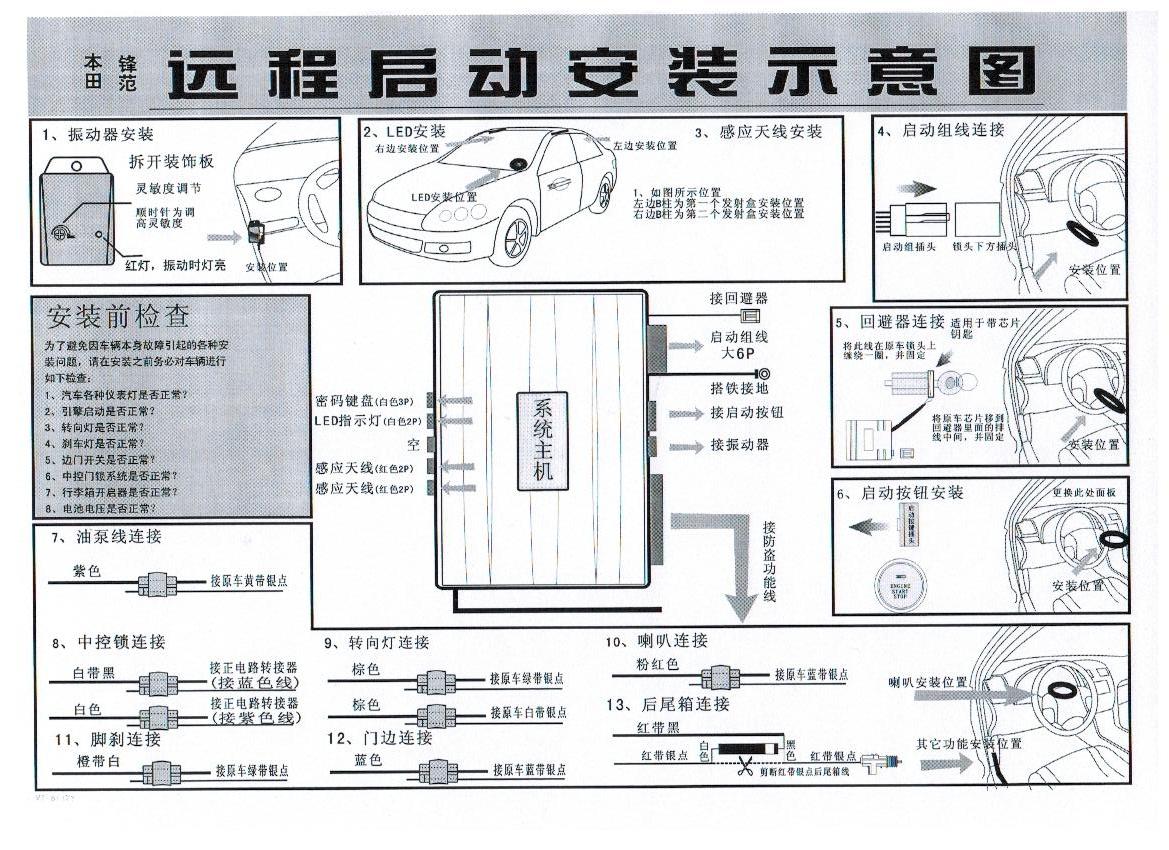 本田 锋范 远程启动安装示意图
1、振动器安装
拆开装饰板
灵敏度调节
顺时针为调
高灵敏度
红灯，振动时灯亮
安装位置
2、LED安装
右边安装位置
LED安装位置
3、感应天线安装
左边安装位置
1、如图所示位置
左边B柱为第一个发射盒安装位置
右边B柱为第二个发射盒安装位置
4、启动组线连接
启动组插头
锁头下方插头
安装位置
安装前检查
为了避免因车辆本身故障引起的各种安
装问题，请在安装之前务必对车辆进行
如下检查：
1、汽车各种仪表灯是否正常？
2、引擎启动是否正常？
3、转向灯是否正常？
4、刹车灯是否正常？
5、边门开关是否正常？
6、中控门锁系统是否正常？
7、行李箱开启器是否正常？
8、电池电压是否正常？
密码键盘(白色3P)
LED指示灯(白色2P)
空
感应天线(红色2P)
感应天线(红色2P)
系统主机
接回避器
启动组线
大6P
搭铁接地
接启动按钮
接振动器
接防盗功能线
5、回避器连接 适用于带芯片
钥匙
将此线在原车锁头上
缠绕一圈，并固定
将原车芯片移到
回避器里面的排
线中间，并固定
安装位置
6、启动按钮安装
更换此处面板
启动按键插头
ENGINE
START
STOP
安装位置
7、油泵线连接
紫色
接原车黄带银点
8、中控锁连接
白带黑
接正电路转接器
(接蓝色线)
白色
接正电路转接器
(接紫色线)
9、转向灯连接
棕色
接原车绿带银点
棕色
接原车白带银点
10、喇叭连接
粉红色
接原车蓝带银点
喇叭安装位置
11、脚刹连接
橙带白
接原车绿带银点
12、门边连接
蓝色
接原车蓝带银点
13、后尾箱连接
红带黑
红带银点
白色
黑色
红带银点
剪断红带银点后尾箱线
其它功能安装位置